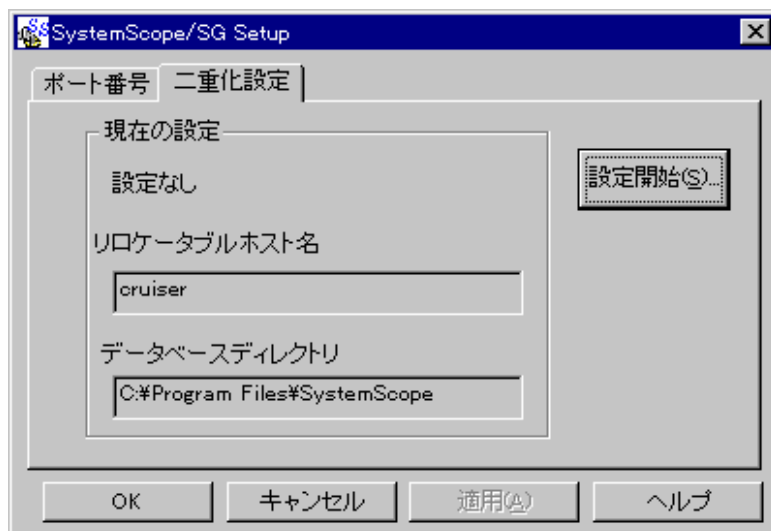 SystemScope/SG Setup
ポート番号 二重化設定
現在の設定
設定なし
設定開始(S)...
リロケータブルホスト名
cruiser
データベースディレクトリ
C:¥Program Files¥SystemScope
OK キャンセル 適用(A) ヘルプ